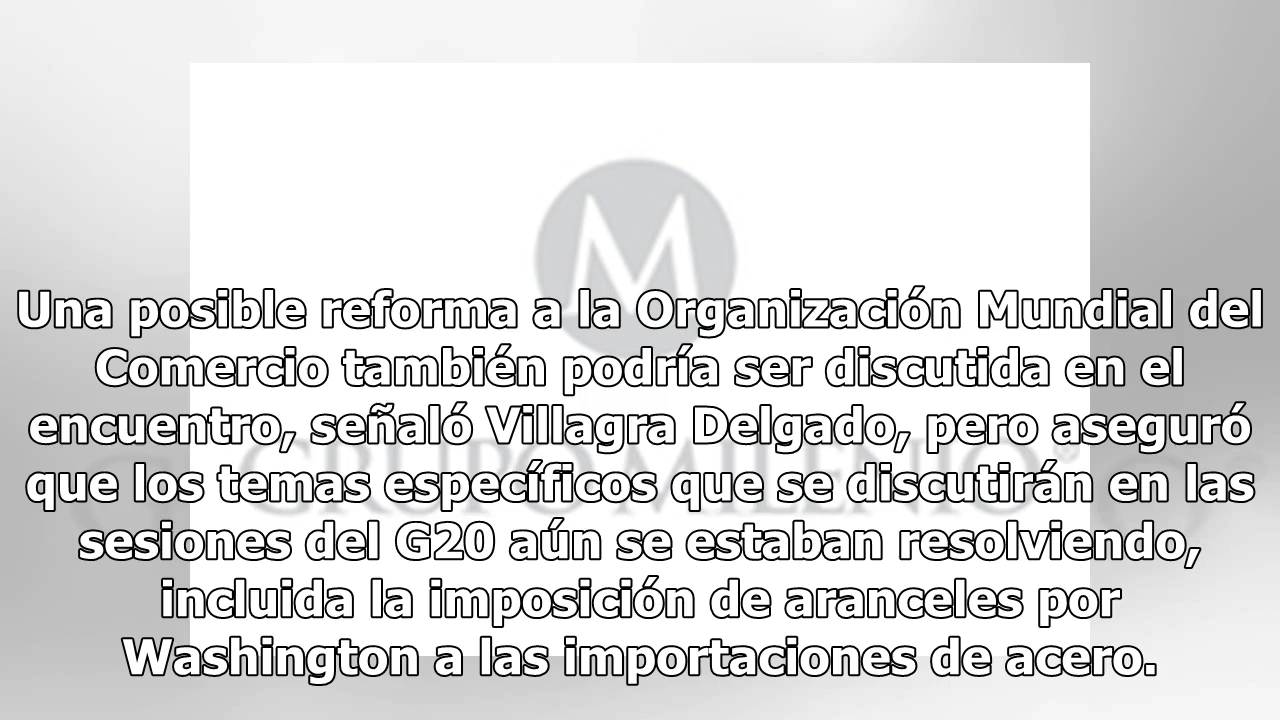 M
Una posible reforma a la Organización Mundial del
Comercio también podría ser discutida en el
encuentro, señaló Villagra Delgado, pero aseguró
que los temas específicos que se discutirán en las
GRUPO MILENIO®
sesiones del G20 aún se estaban resolviendo,
incluida la imposición de aranceles por
Washington a las importaciones de acero.